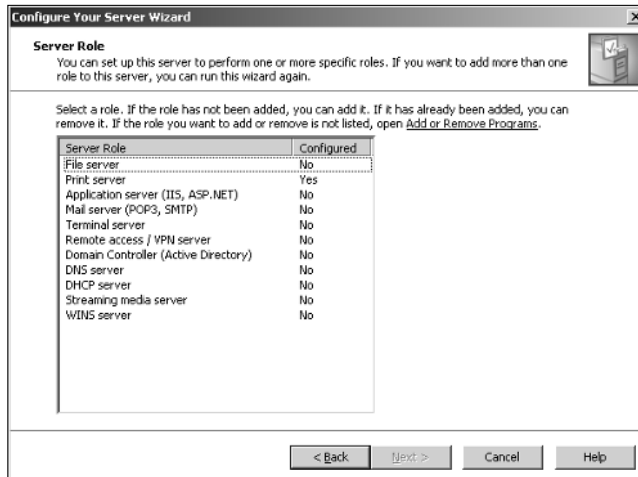 Configure Your Server Wizard
Server Role
You can set up this server to perform one or more specific roles. If you want to add more than one
role to this server, you can run this wizard again.
Select a role. If the role has not been added, you can add it. If it has already been added, you can
remove it. If the role you want to add or remove is not listed, open Add or Remove Programs.
Server Role Configured
File server No
Print server Yes
Application server (IIS, ASP.NET) No
Mail server (POP3, SMTP) No
Terminal server No
Remote access / VPN server No
Domain Controller (Active Directory) No
DNS server No
DHCP server No
Streaming media server No
WINS server No
< Back Next > Cancel Help